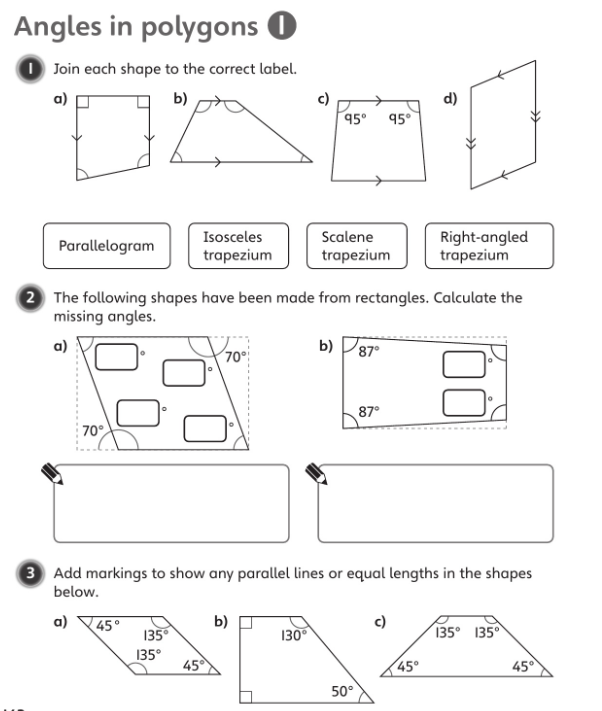 Angles in polygons 1
1 Join each shape to the correct label.
a) b) c) d)
95° 95°
Parallelogram
Isosceles
trapezium
Scalene
trapezium
Right-angled
trapezium
2 The following shapes have been made from rectangles. Calculate the
missing angles.
a) 70° b) 87°
° °
° °
° °
70° 87°
3 Add markings to show any parallel lines or equal lengths in the shapes
below.
a) 45° 135° b) 130° c) 135° 135°
135° 45° 50° 45° 45°